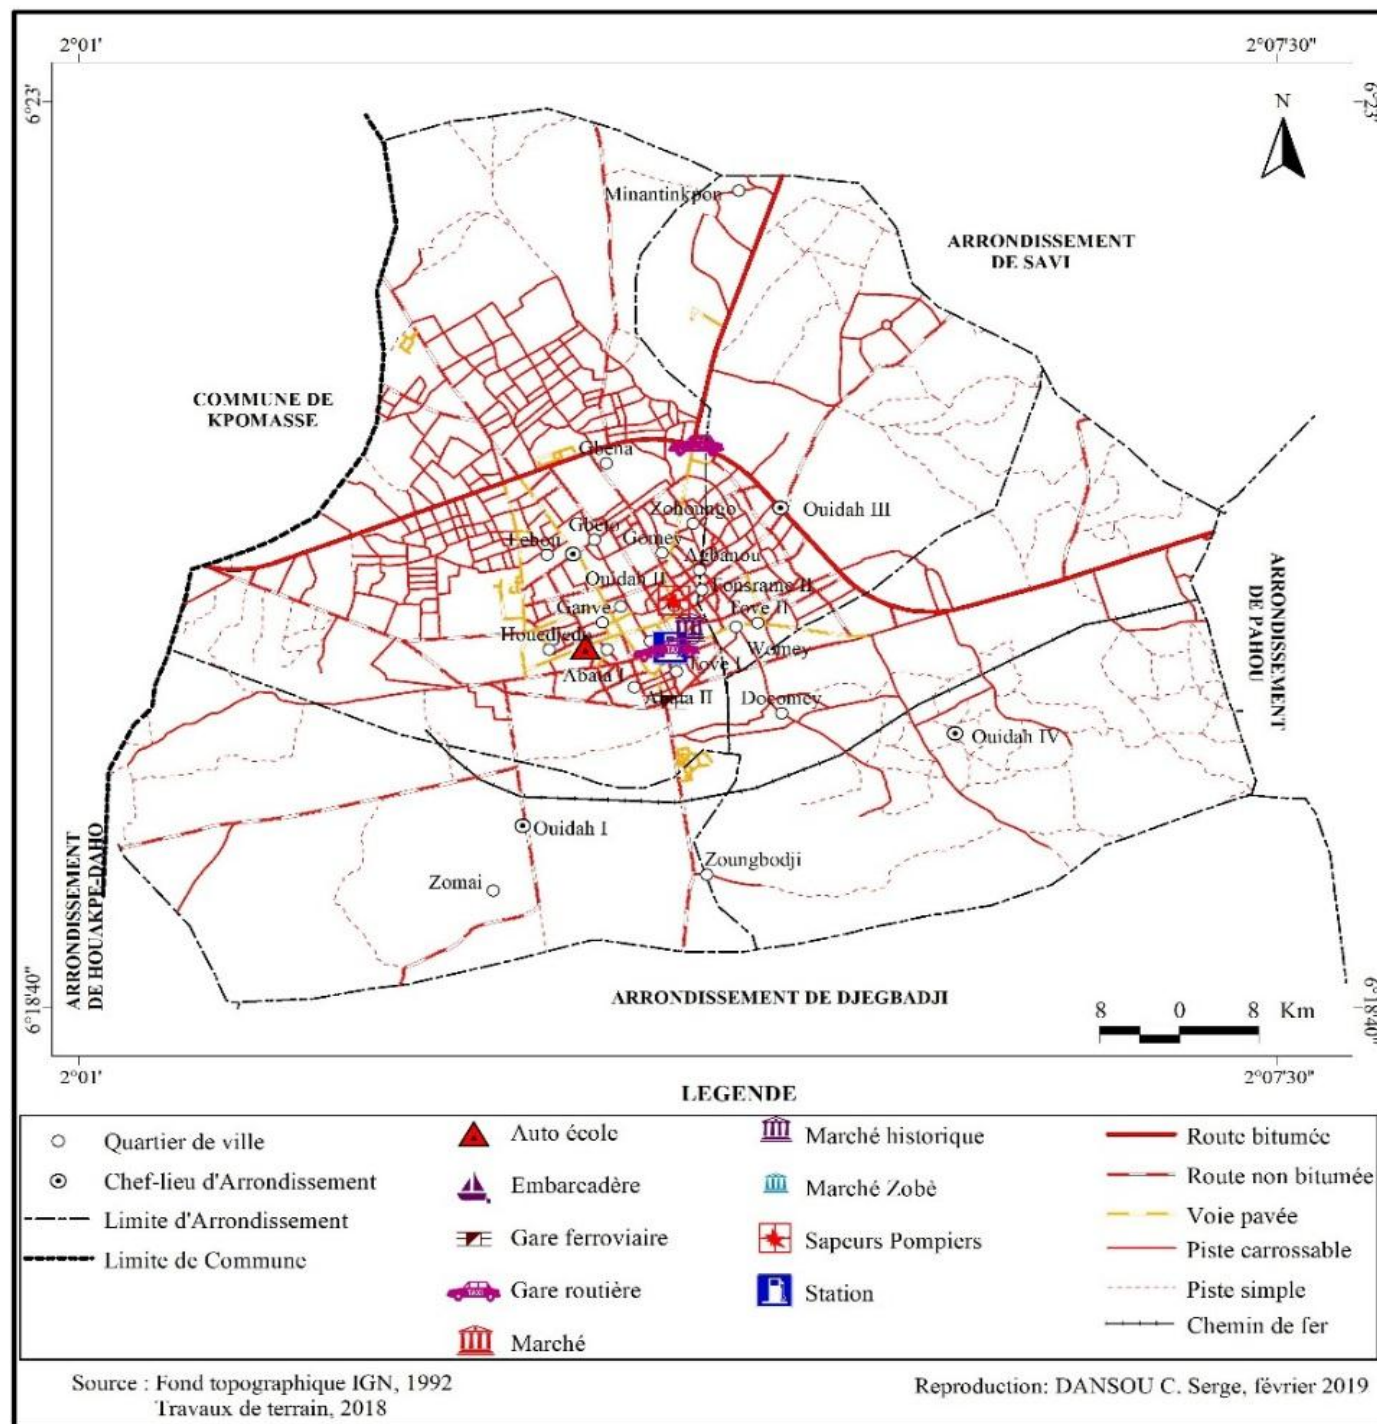 2°01'
2°07'30"
6°23'
6°23'
N
Minantinkpon
ARRONDISSEMENT
DE SAVI
COMMUNE DE
KPOMASSE
Gbena
Zohoungo
Ouidah III
Gbeto
Lehou
Gomey
Agbanou
Ouidah II
Fonsrame II
Ganve
Tove II
Houedjedo
Womey
Tove I
Abata I
Abata II
Docomey
Ouidah IV
ARRONDISSEMENT
DE PAHOU
Ouidah I
Zoungbodji
Zomai
ARRONDISSEMENT
DE HOUAKPE-DAHO
ARRONDISSEMENT DE DJEGBADJI
6°18'40"
6°18'40"
8 0 8 Km
2°01'
2°07'30"
LEGENDE
Quartier de ville
Chef-lieu d'Arrondissement
Limite d'Arrondissement
Limite de Commune
Auto école
Embarcadère
Gare ferroviaire
TAXI
Gare routière
Marché
Marché historique
Marché Zobè
Sapeurs Pompiers
Station
Route bitumée
Route non bitumée
Voie pavée
Piste carrossable
Piste simple
Chemin de fer
Source : Fond topographique IGN, 1992
Travaux de terrain, 2018
Reproduction: DANSOU C. Serge, février 2019